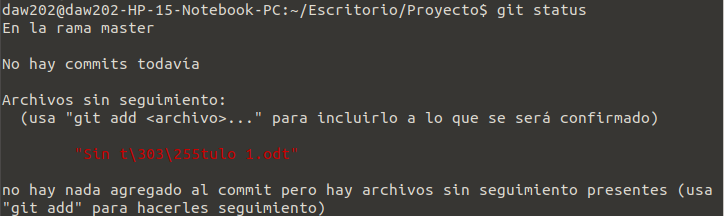 daw202@daw202-HP-15-Notebook-PC:~/Escritorio/Proyecto$ git status
En la rama master
No hay commits todavía
Archivos sin seguimiento:
(usa "git add <archivo>..." para incluirlo a lo que se será confirmado)
"Sin t\303\255tulo 1.odt"
no hay nada agregado al commit pero hay archivos sin seguimiento presentes (usa
"git add" para hacerles seguimiento)